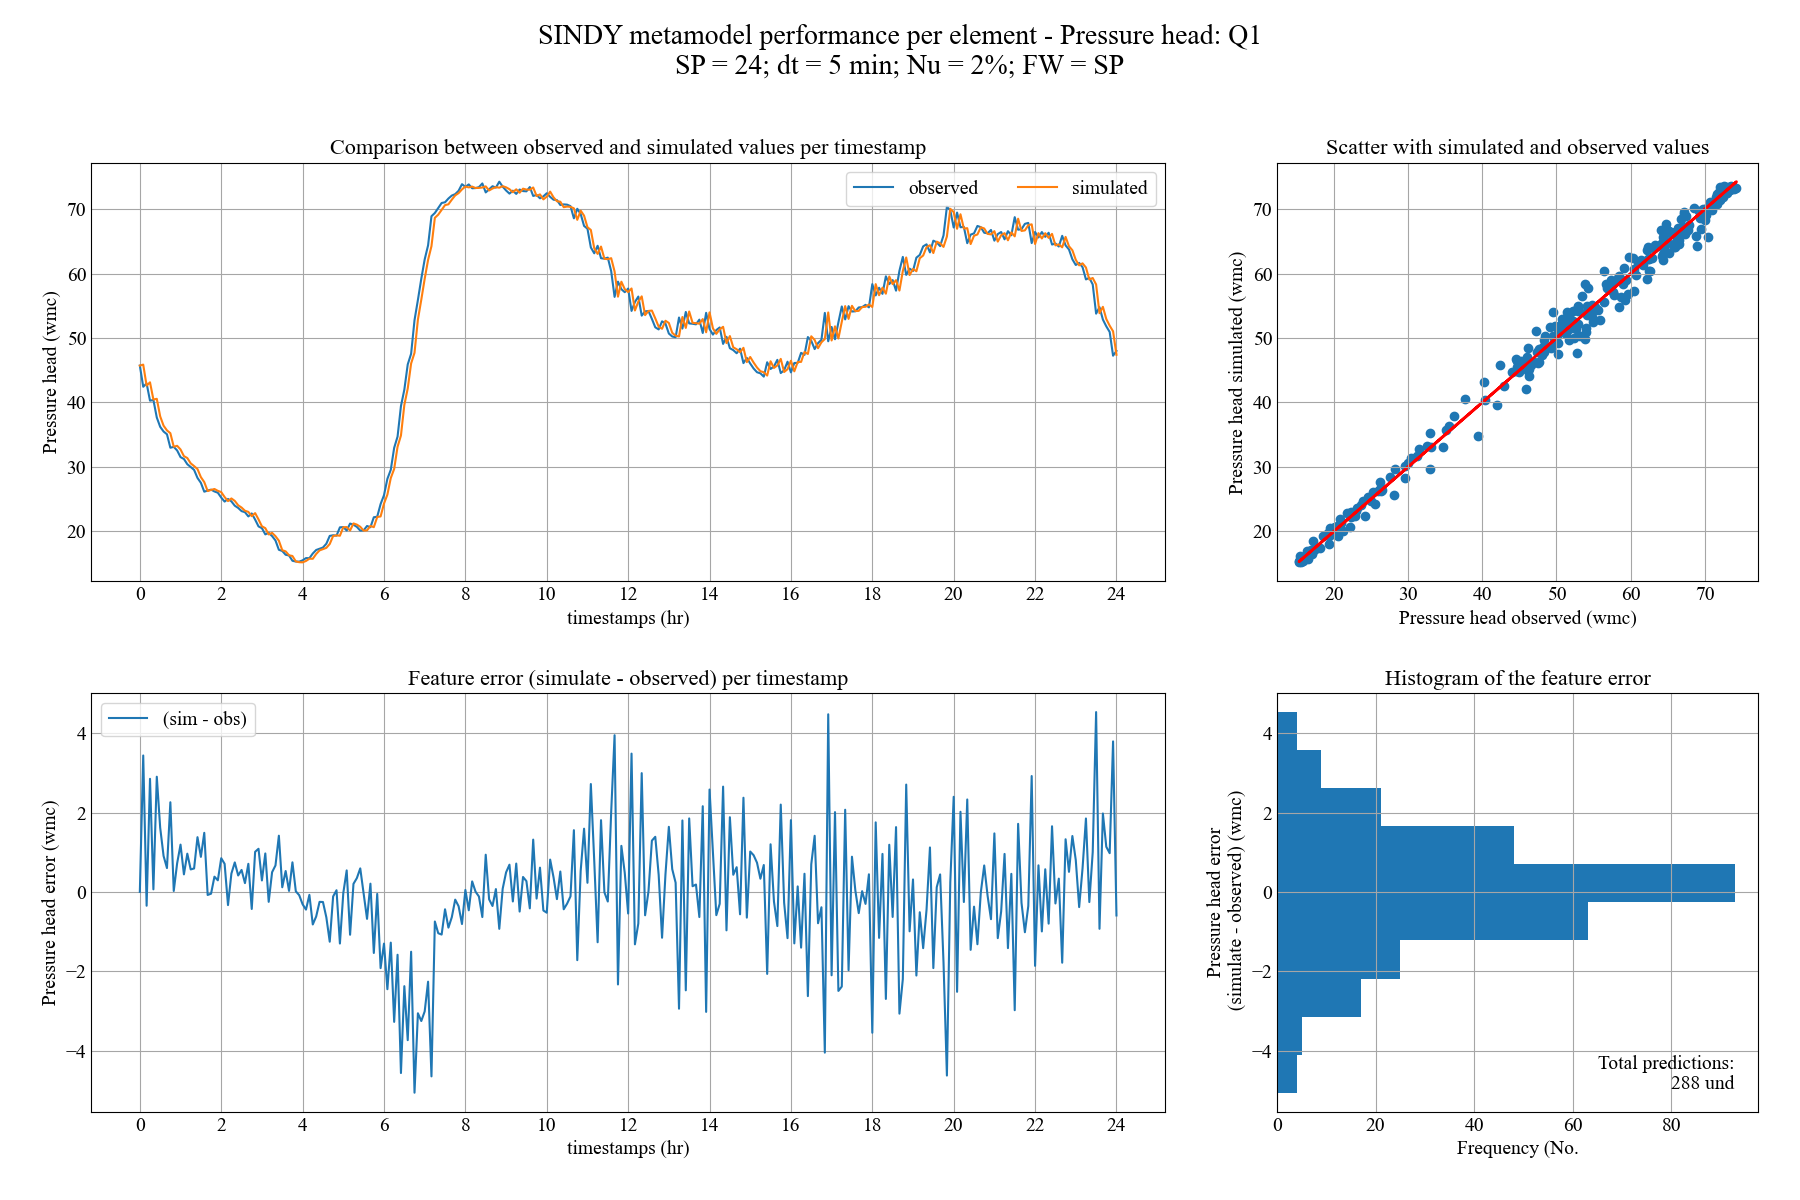 SINDY metamodel performance per element - Pressure head: Q1
SP = 24; dt = 5 min; Nu = 2%; FW = SP
Comparison between observed and simulated values per timestamp
observed
simulated
Pressure head (wmc)
70
60
50
40
30
20
0 2 4 6 8 10 12 14 16 18 20 22 24
timestamps (hr)
Scatter with simulated and observed values
Pressure head simulated (wmc)
70
60
50
40
30
20
20 30 40 50 60 70
Pressure head observed (wmc)
Feature error (simulate - observed) per timestamp
(sim - obs)
Pressure head error (wmc)
4
2
0
−2
−4
0 2 4 6 8 10 12 14 16 18 20 22 24
timestamps (hr)
Histogram of the feature error
Pressure head error
(simulate - observed) (wmc)
4
2
0
−2
−4
Total predictions:
288 und
0 20 40 60 80
Frequency (No.